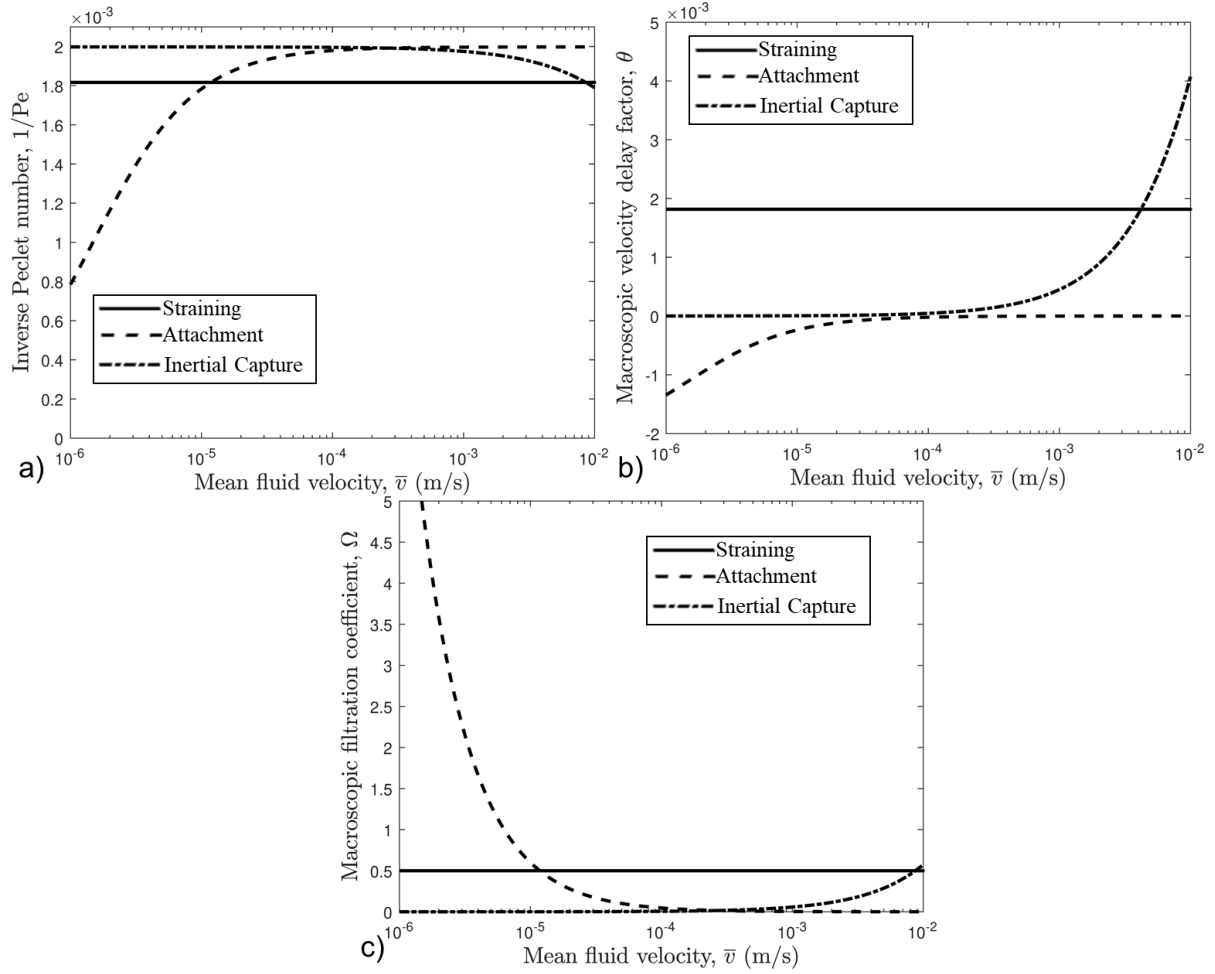 ×10⁻³
2
1.8
1.6
1.4
1.2
1
0.8
0.6
0.4
0.2
0
Inverse Peclet number, 1/Pe
Straining
Attachment
Inertial Capture
10⁻⁶
10⁻⁵
10⁻⁴
10⁻³
10⁻²
Mean fluid velocity, v̅ (m/s)
a)
×10⁻³
5
4
3
2
1
0
-1
-2
Macroscopic velocity delay factor, θ
Straining
Attachment
Inertial Capture
10⁻⁶
10⁻⁵
10⁻⁴
10⁻³
10⁻²
Mean fluid velocity, v̅ (m/s)
b)
5
4.5
4
3.5
3
2.5
2
1.5
1
0.5
0
Macroscopic filtration coefficient, Ω
Straining
Attachment
Inertial Capture
10⁻⁶
10⁻⁵
10⁻⁴
10⁻³
10⁻²
Mean fluid velocity, v̅ (m/s)
c)